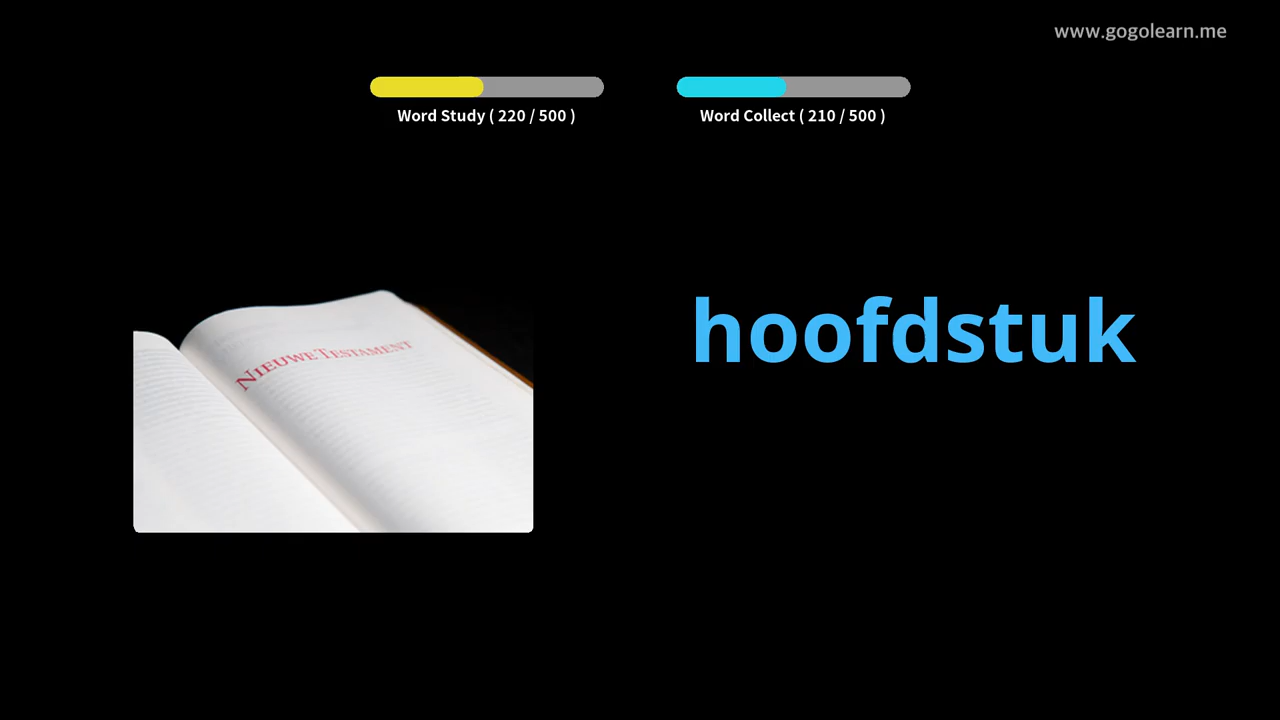 www.gogolearn.me
Word Study ( 220 / 500 )
Word Collect ( 210 / 500 )
hoofdstuk
NIEUWE TESTAMENT